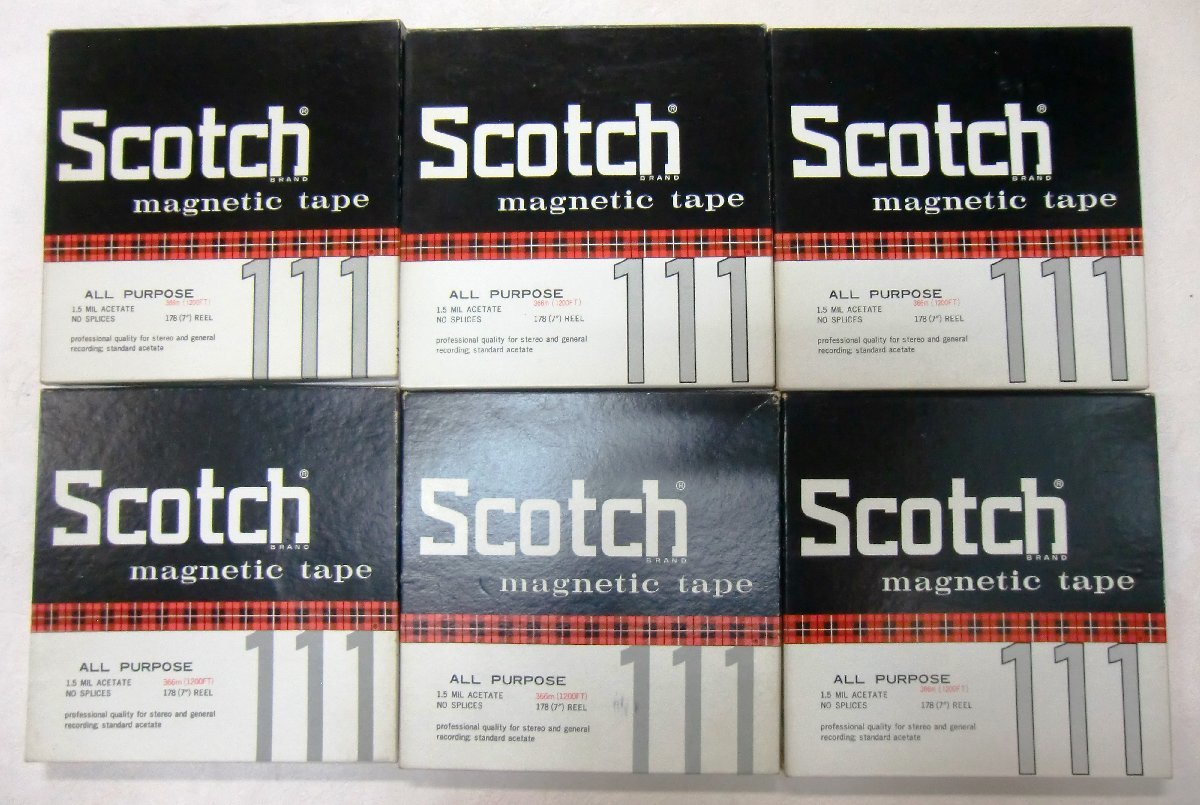 Scotch®
BRAND
magnetic tape
111
ALL PURPOSE
366m (1200FT)
1.5 MIL ACETATE
NO SPLICES 178 (7") REEL
professional quality for stereo and general
recording; standard acetate
Scotch®
BRAND
magnetic tape
111
ALL PURPOSE
366m (1200FT)
1.5 MIL ACETATE
NO SPLICES 178 (7") REEL
professional quality for stereo and general
recording; standard acetate
Scotch®
BRAND
magnetic tape
111
ALL PURPOSE
366m (1200FT)
1.5 MIL ACETATE
NO SPLICES 178 (7") REEL
professional quality for stereo and general
recording; standard acetate
Scotch®
BRAND
magnetic tape
111
ALL PURPOSE
1.5 MIL ACETATE 366m (1200FT)
NO SPLICES 178 (7") REEL
professional quality for stereo and general
recording; standard acetate
Scotch®
BRAND
magnetic tape
111
ALL PURPOSE
1.5 MIL ACETATE 366m (1200FT)
NO SPLICES 178 (7") REEL
professional quality for stereo and general
recording; standard acetate
Scotch®
BRAND
magnetic tape
111
ALL PURPOSE
366m (1200FT)
1.5 MIL ACETATE
NO SPLICES 178 (7") REEL
professional quality for stereo and general
recording; standard acetate